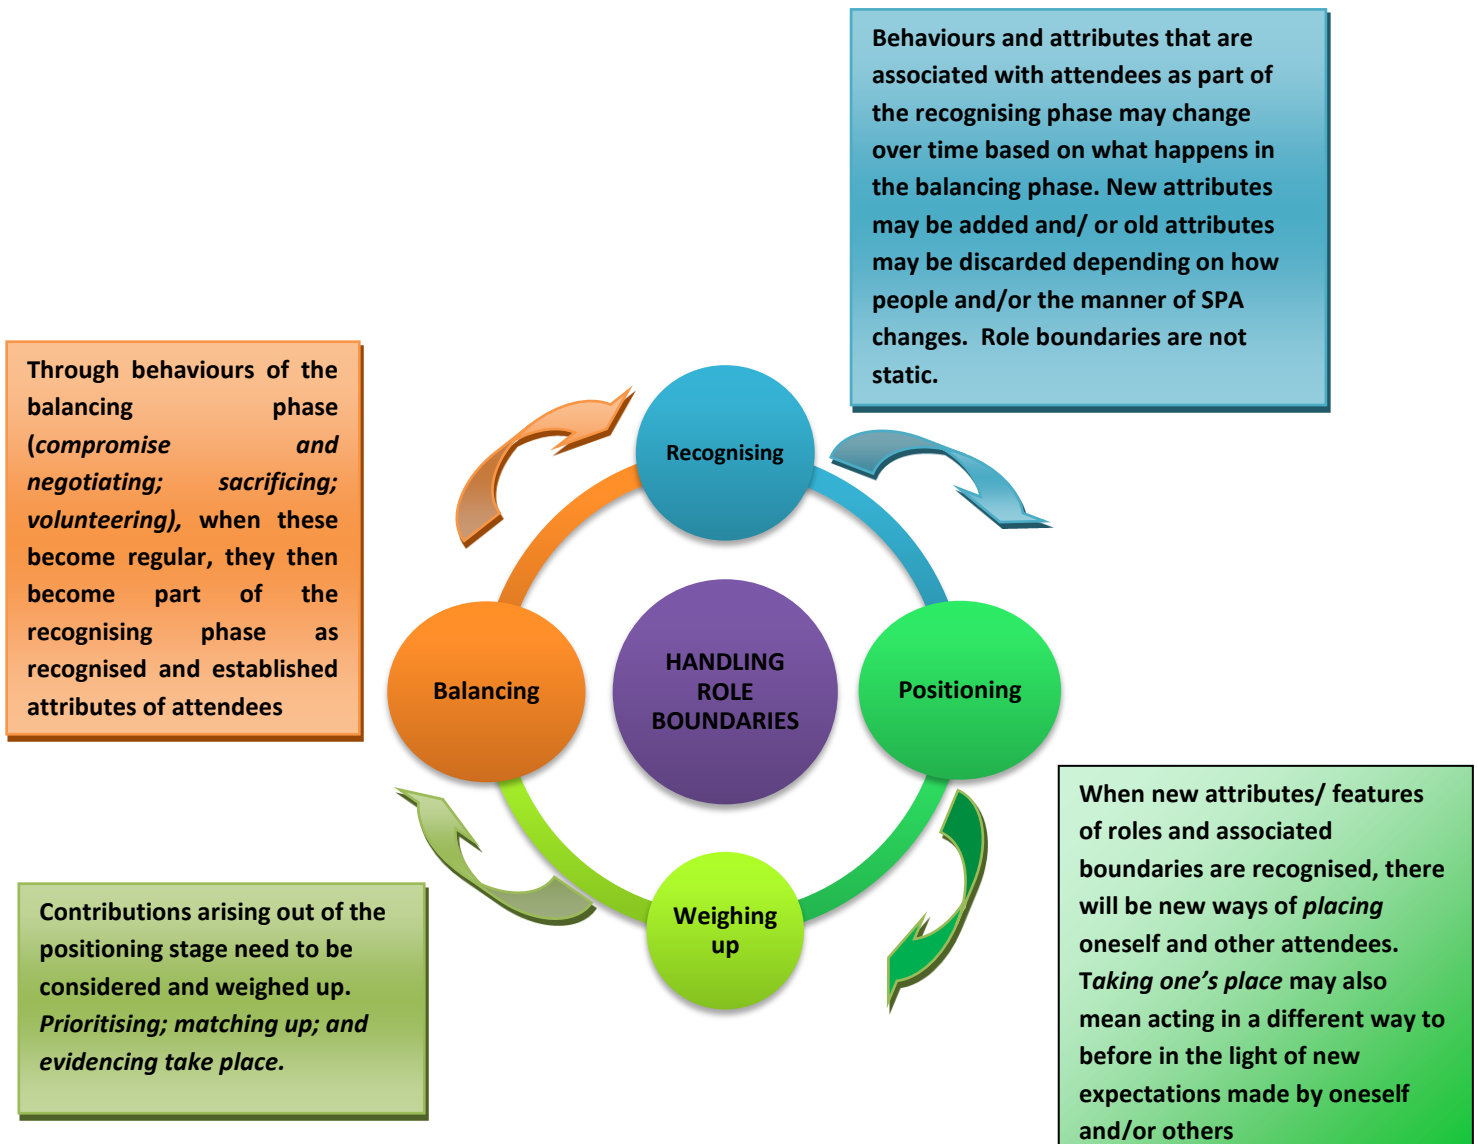 Behaviours and attributes that are
associated with attendees as part of
the recognising phase may change
over time based on what happens in
the balancing phase. New attributes
may be added and/ or old attributes
may be discarded depending on how
people and/or the manner of SPA
changes.  Role boundaries are not
static.
Through behaviours of the
balancing phase
(compromise and
negotiating; sacrificing;
volunteering), when these
become regular, they then
become part of the
recognising phase as
recognised and established
attributes of attendees
Recognising
Balancing
HANDLING
ROLE
BOUNDARIES
Positioning
Weighing
up
When new attributes/ features
of roles and associated
boundaries are recognised, there
will be new ways of placing
oneself and other attendees.
Taking one’s place may also
mean acting in a different way to
before in the light of new
expectations made by oneself
and/or others
Contributions arising out of the
positioning stage need to be
considered and weighed up.
Prioritising; matching up; and
evidencing take place.